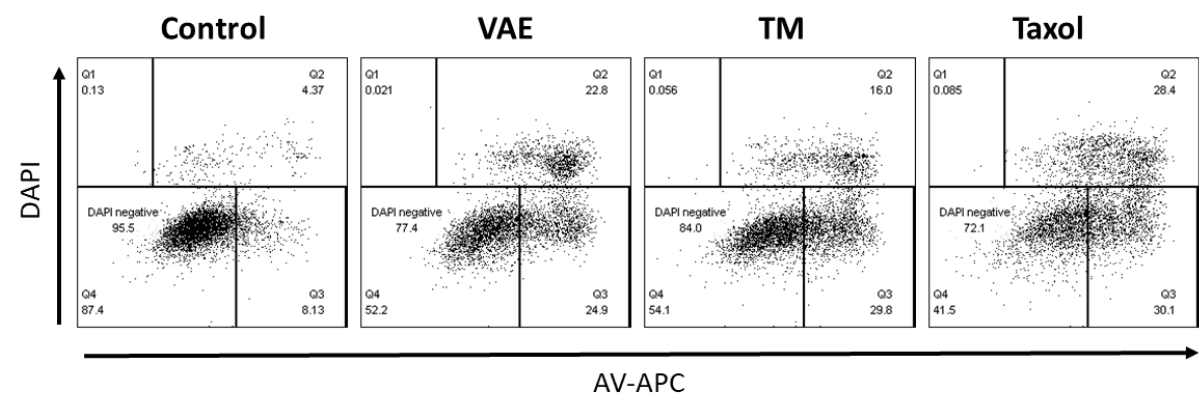 Control VAE TM Taxol
Q1 Q2 Q1 Q2 Q1 Q2 Q1 Q2
0.13 4.37 0.021 22.8 0.056 16.0 0.085 28.4
DAPI
DAPI negative DAPI negative DAPI negative DAPI negative
95.5 77.4 84.0 72.1
Q4 Q3 Q4 Q3 Q4 Q3 Q4 Q3
87.4 8.13 52.2 24.9 54.1 29.8 41.5 30.1
AV-APC